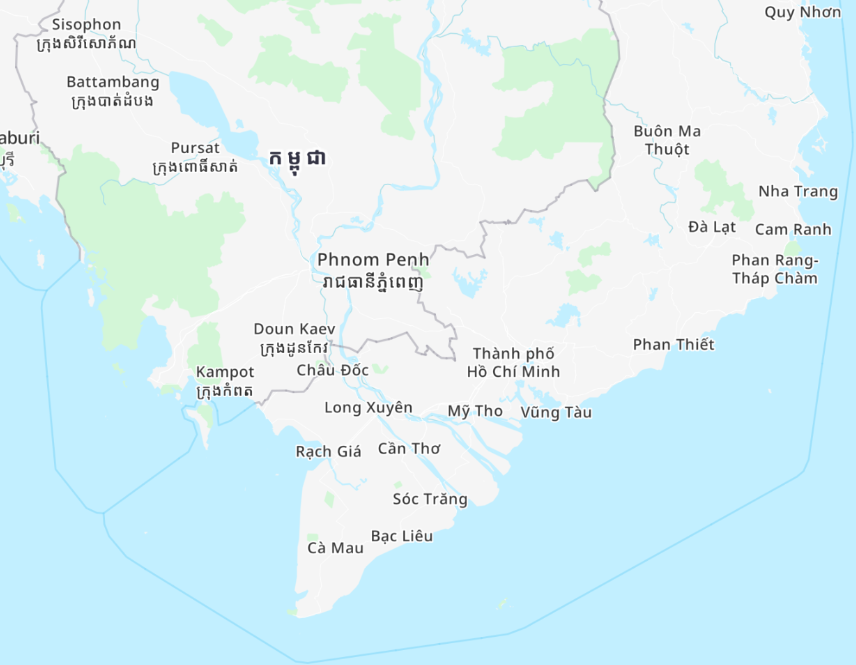 Quy Nhơn
Sisophon
ក្រុងសិរីសោភ័ណ
Battambang
ក្រុងបាត់ដំបង
aburi
บุรี
Buôn Ma
Thuột
Pursat
ក្រុងពោធិ៍សាត់
កម្ពុជា
Nha Trang
Đà Lạt
Cam Ranh
Phnom Penh
រាជធានីភ្នំពេញ
Phan Rang-
Tháp Chàm
Doun Kaev
ក្រុងដូនកែវ
Phan Thiết
Thành phố
Hồ Chí Minh
Kampot
ក្រុងកំពត
Châu Đốc
Long Xuyên
Mỹ Tho
Vũng Tàu
Rạch Giá
Cần Thơ
Sóc Trăng
Bạc Liêu
Cà Mau